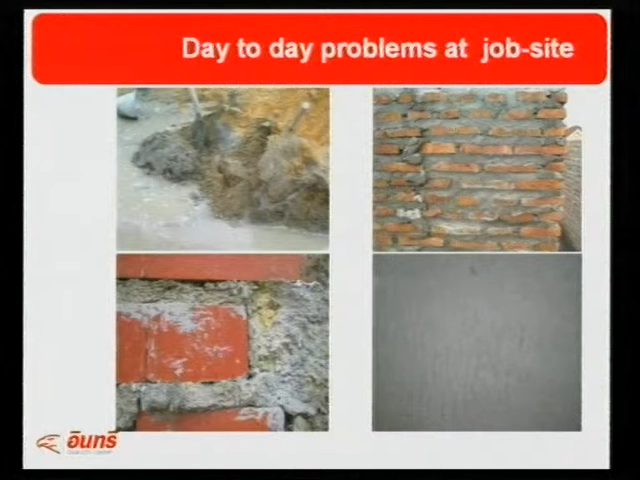 Day to day problems at job-site
อินทรี